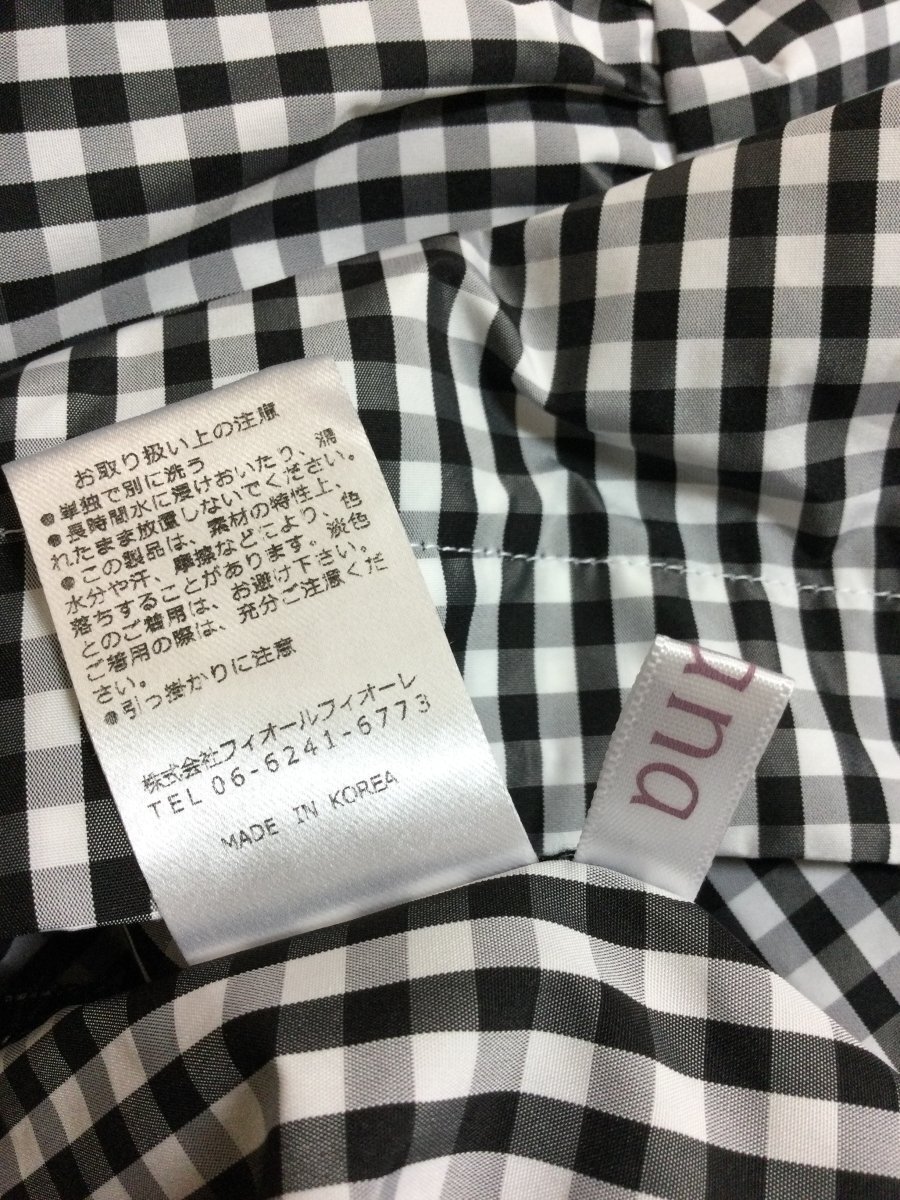 お取り扱い上の注意
●単独で別に洗う
●長時間水に浸けおいたり、濡
れたまま放置しないでください。
●この製品は、素材の特性上、
水分や汗、摩擦などにより、色
落ちすることがあります。淡色
とのご着用は、お避け下さい。
ご着用の際は、充分ご注意くだ
さい。
●引っ掛かりに注意
株式会社フィオールフィオーレ
TEL 06-6241-6773
MADE IN KOREA
una